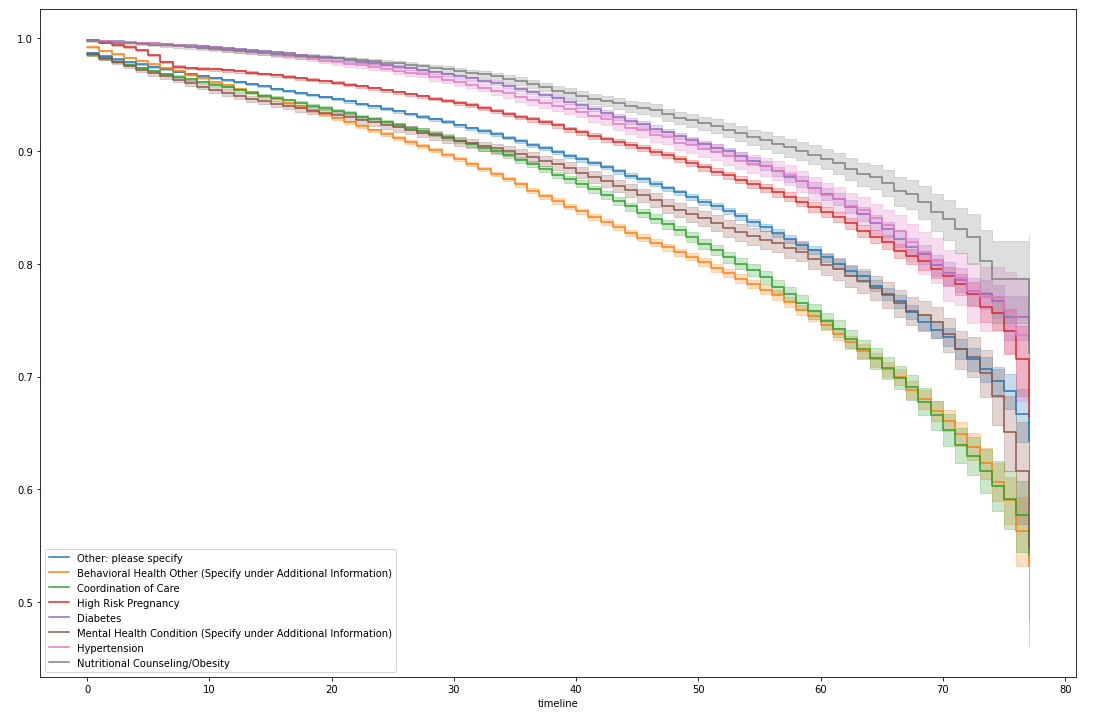 1.0
0.9
0.8
0.7
0.6
0.5
Other: please specify
Behavioral Health Other (Specify under Additional Information)
Coordination of Care
High Risk Pregnancy
Diabetes
Mental Health Condition (Specify under Additional Information)
Hypertension
Nutritional Counseling/Obesity
0 10 20 30 40 50 60 70 80
timeline